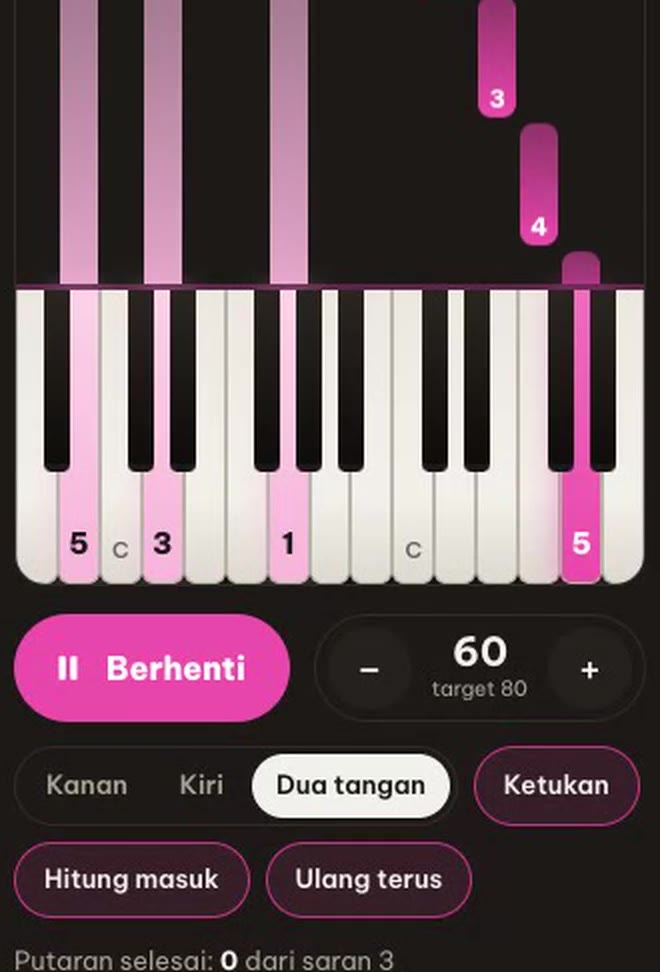 3
4
5 C 3 1 C 5
Berhenti - 60 +
target 80
Kanan Kiri Dua tangan Ketukan
Hitung masuk Ulang terus
Putaran selesai: 0 dari saran 3